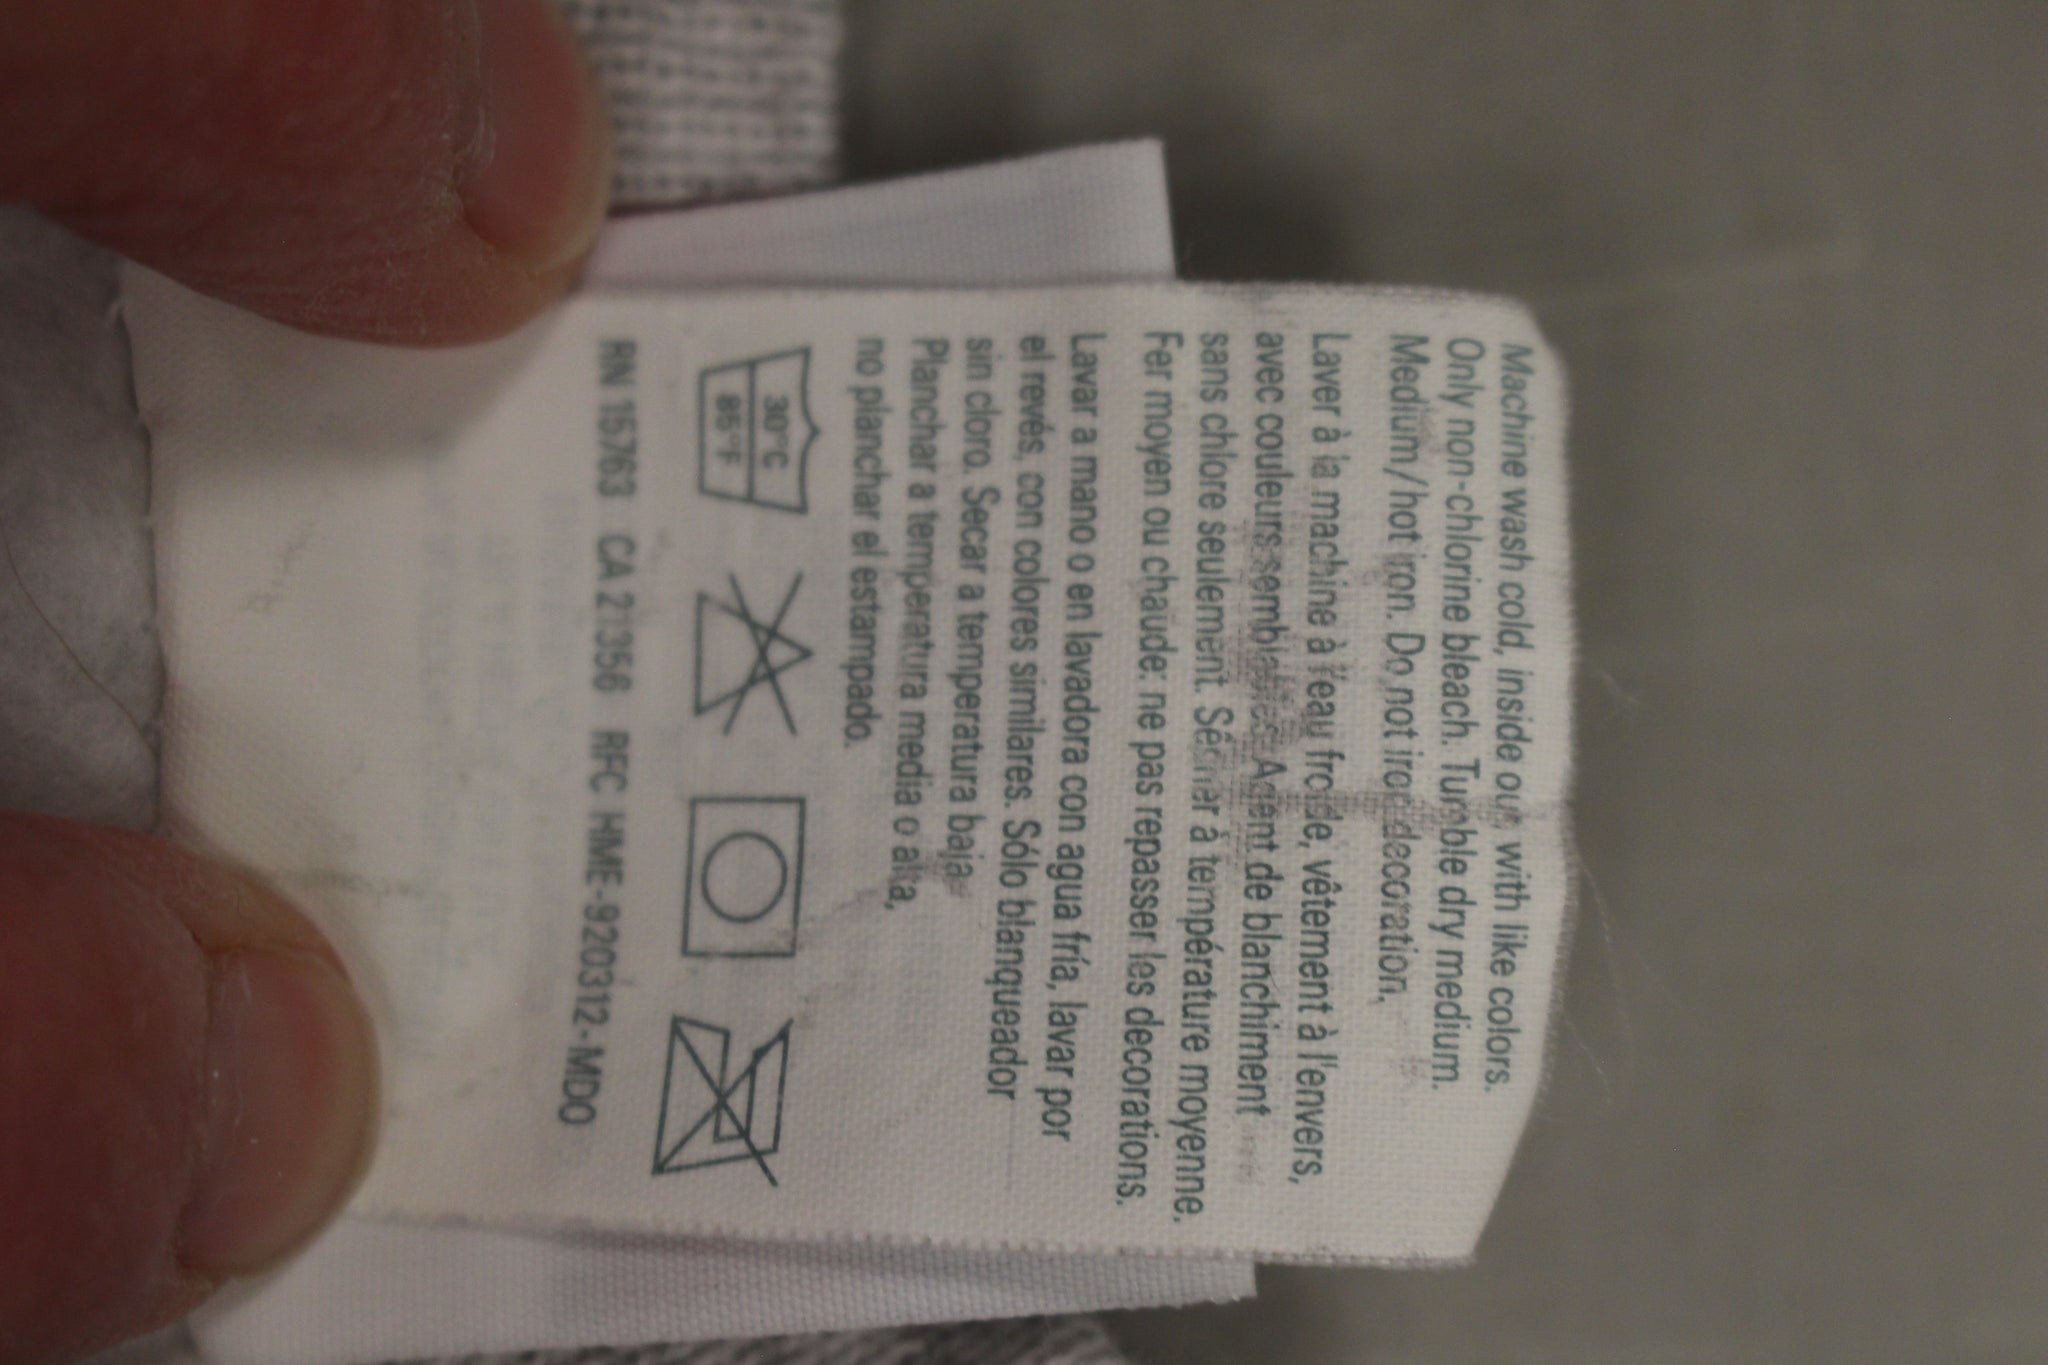 Machine wash cold, inside out, with like colors.
Only non-chlorine bleach. Tumble dry medium.
Medium/hot iron. Do not iron decoration.
Laver à la machine à l'eau froide, vêtement à l'envers,
avec couleurs semblables. Agent de blanchiment
sans chlore seulement. Sécher à température moyenne.
Fer moyen ou chaude: ne pas repasser les decorations.
Lavar a mano o en lavadora con agua fría, lavar por
el revés, con colores similares. Sólo blanqueador
sin cloro. Secar a temperatura baja
Planchar a temperatura media o alta,
no planchar el estampado.
30°C
85°F
RN 15763 CA 21356 RFC HME-920312-MDO